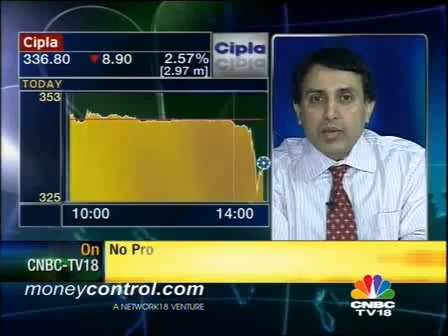 Cipla
336.80 ▼ 8.90 2.57%
[2.97 m]
Cipla
TODAY
353
325
10:00 14:00
On No Pro
CNBC-TV18
moneycontrol.com
A NETWORK18 VENTURE
CNBC
TV18